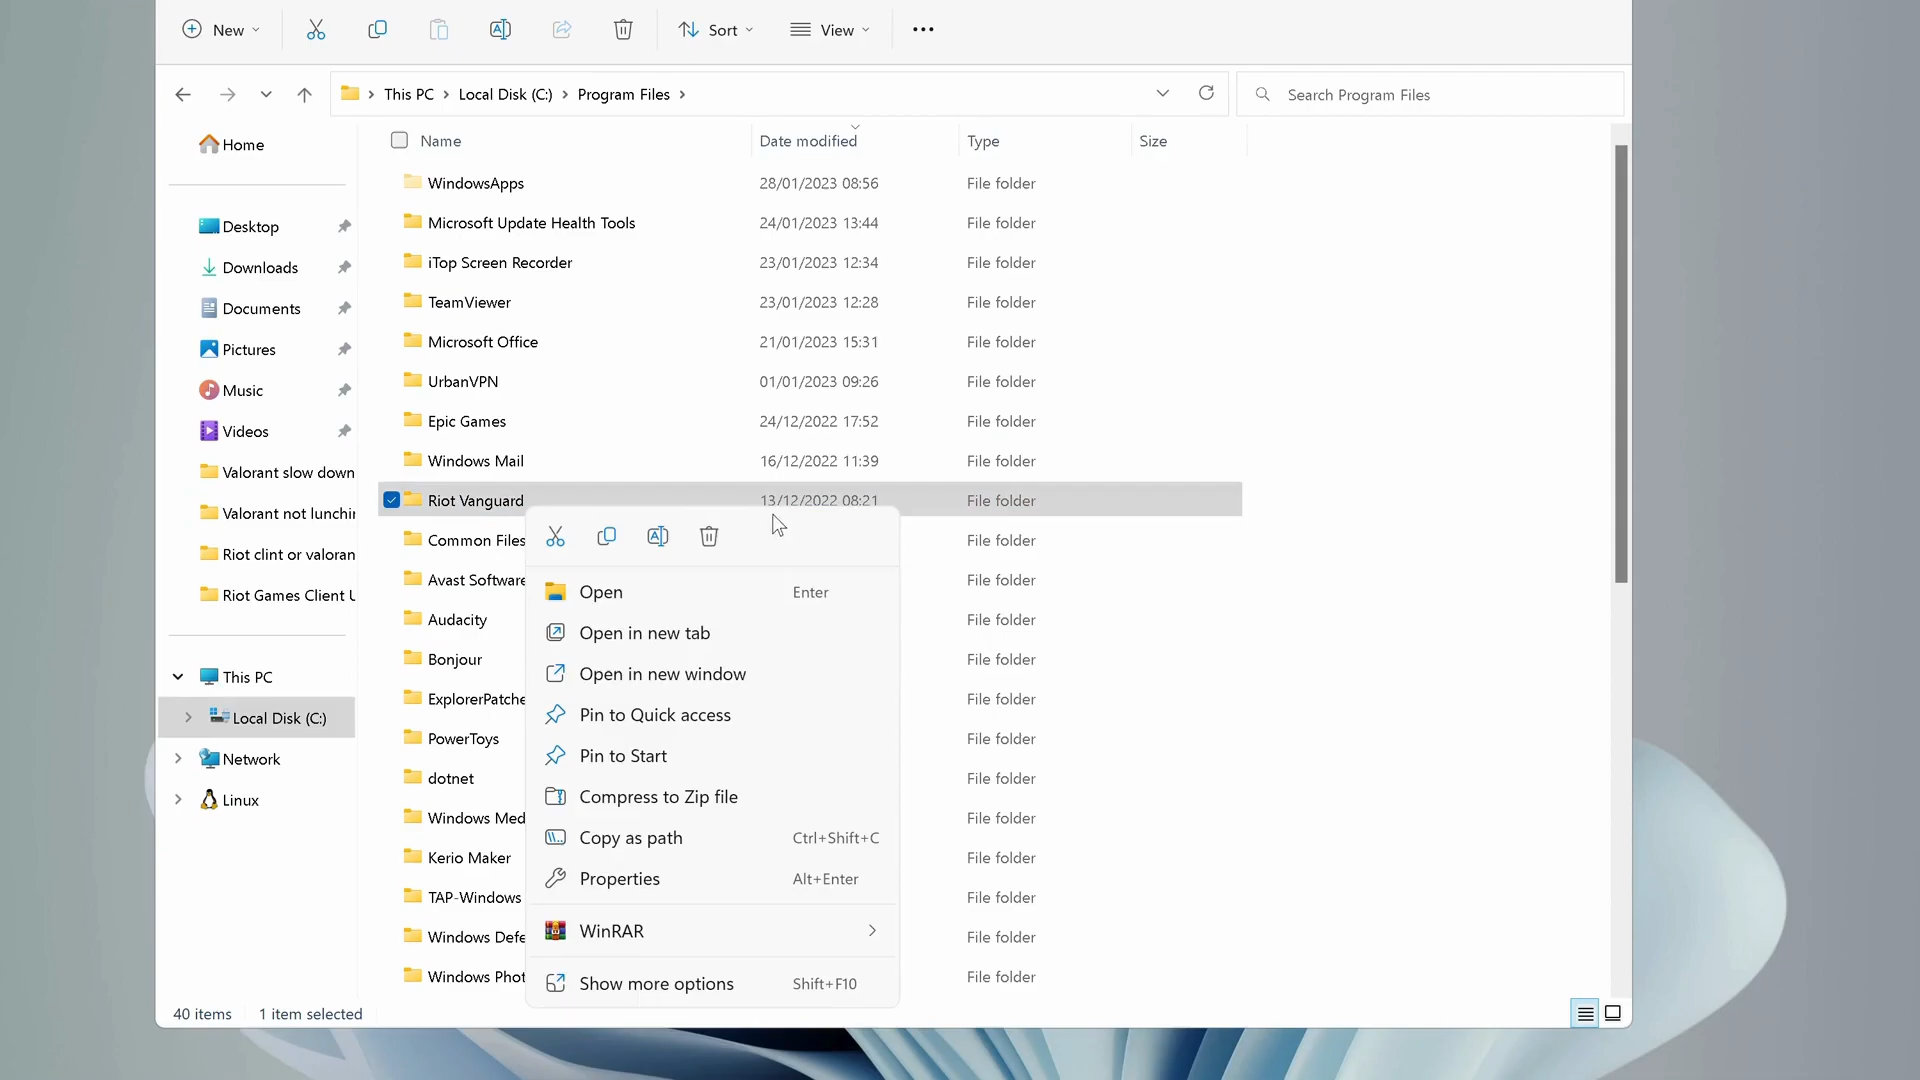 New
Sort
View
This PC
Local Disk (C:)
Program Files
Search Program Files
Home
Desktop
Downloads
Documents
Pictures
Music
Videos
Valorant slow down
Valorant not lunchin
Riot clint or valoran
Riot Games Client U
This PC
Local Disk (C:)
Network
Linux
Name Date modified Type Size
WindowsApps 28/01/2023 08:56 File folder
Microsoft Update Health Tools 24/01/2023 13:44 File folder
iTop Screen Recorder 23/01/2023 12:34 File folder
TeamViewer 23/01/2023 12:28 File folder
Microsoft Office 21/01/2023 15:31 File folder
UrbanVPN 01/01/2023 09:26 File folder
Epic Games 24/12/2022 17:52 File folder
Windows Mail 16/12/2022 11:39 File folder
Riot Vanguard 13/12/2022 08:21 File folder
Common Files File folder
Avast Software File folder
Audacity File folder
Bonjour File folder
ExplorerPatche File folder
PowerToys File folder
dotnet File folder
Windows Med File folder
Kerio Maker File folder
TAP-Windows File folder
Windows Defe File folder
Windows Phot File folder
Open Enter
Open in new tab
Open in new window
Pin to Quick access
Pin to Start
Compress to Zip file
Copy as path Ctrl+Shift+C
Properties Alt+Enter
WinRAR
Show more options Shift+F10
40 items 1 item selected